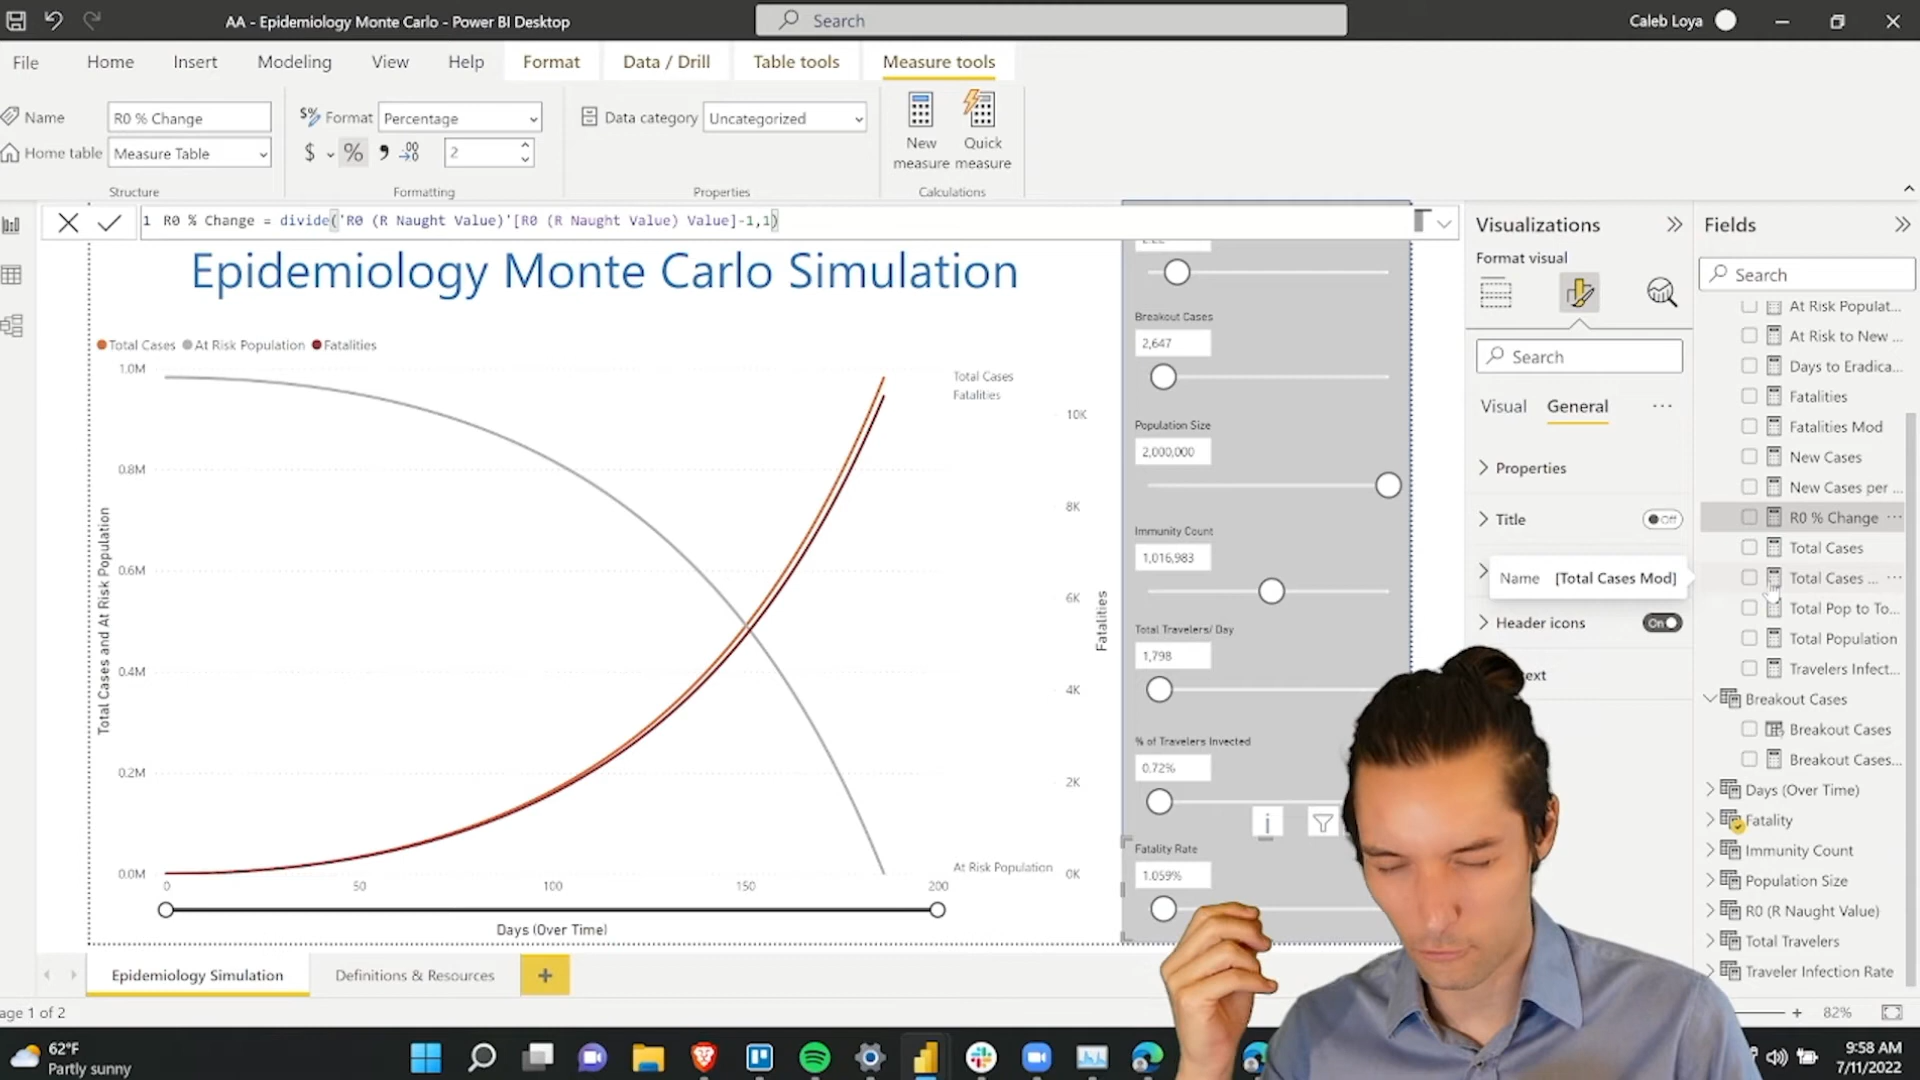 AA - Epidemiology Monte Carlo - Power BI Desktop
Search
Caleb Loya
File
Home
Insert
Modeling
View
Help
Format
Data / Drill
Table tools
Measure tools
Name
R0 % Change
Format
Percentage
Data category
Uncategorized
Home table
Measure Table
$
%
2
New measure
Quick measure
Structure
Formatting
Properties
Calculations
1 R0 % Change = divide('R0 (R Naught Value)'[R0 (R Naught Value) Value]-1,1)
Epidemiology Monte Carlo Simulation
Total Cases At Risk Population Fatalities
Total Cases and At Risk Population
1.0M
0.8M
0.6M
0.4M
0.2M
0.0M
0
50
100
150
200
Days (Over Time)
Total Cases
Fatalities
At Risk Population
10K
8K
6K
4K
2K
0K
Fatalities
Breakout Cases
2,647
Population Size
2,000,000
Immunity Count
1,016,983
Total Travelers/ Day
1,798
% of Travelers Invected
0.72%
Fatality Rate
1.059%
Visualizations
Format visual
Search
Visual
General
Properties
Title
Off
Name [Total Cases Mod]
Header icons
On
ext
Fields
Search
At Risk Populat...
At Risk to New ...
Days to Eradica...
Fatalities
Fatalities Mod
New Cases
New Cases per ...
R0 % Change
Total Cases
Total Cases ...
Total Pop to To...
Total Population
Travelers Infect...
Breakout Cases
Breakout Cases
Breakout Cases...
Days (Over Time)
Fatality
Immunity Count
Population Size
R0 (R Naught Value)
Total Travelers
Traveler Infection Rate
Epidemiology Simulation
Definitions & Resources
age 1 of 2
82%
62°F
Partly sunny
9:58 AM
7/11/2022